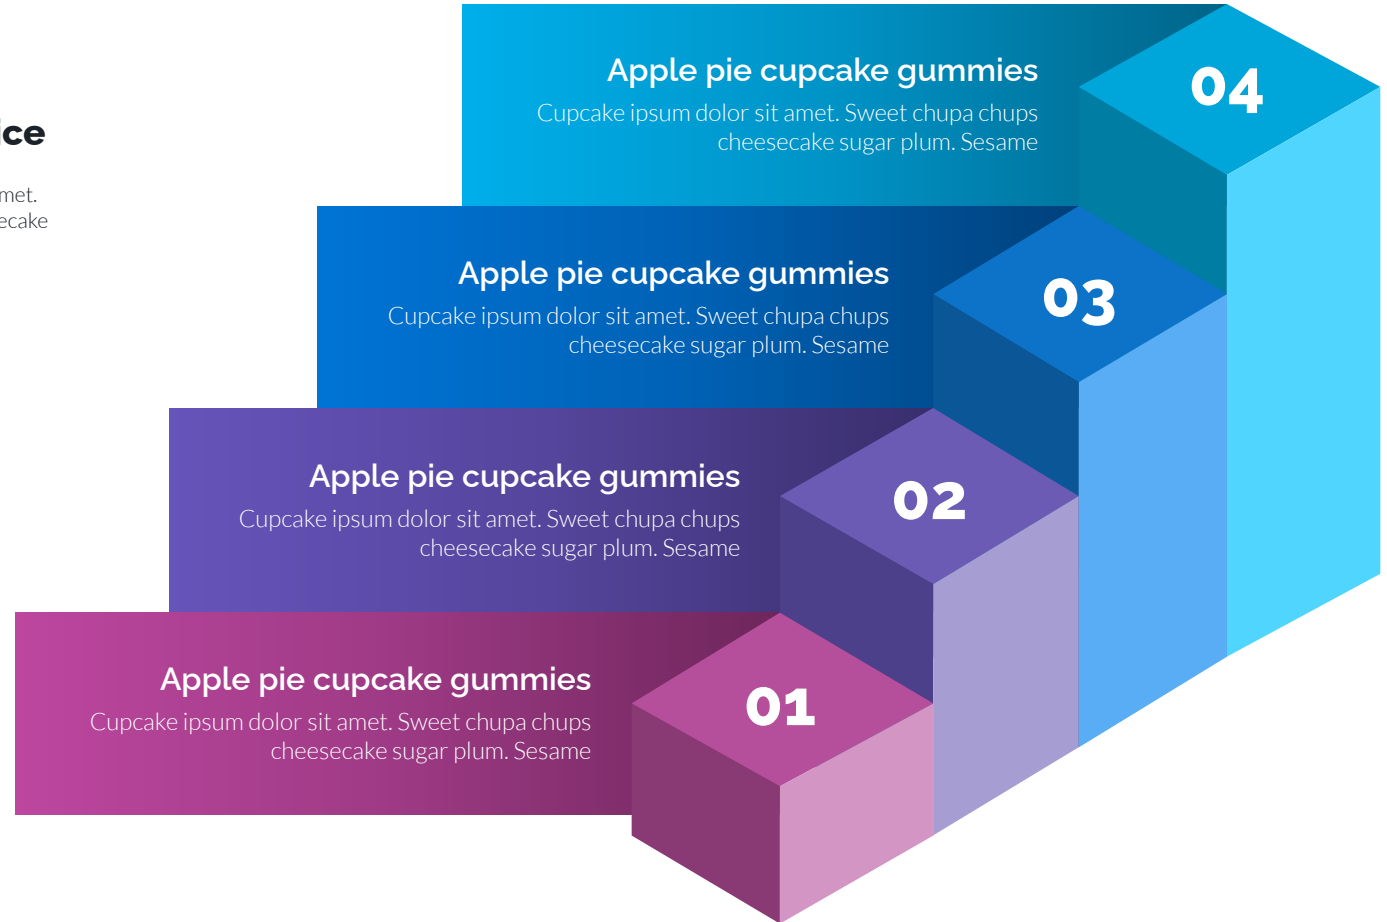 Apple pie cupcake gummies
Cupcake ipsum dolor sit amet. Sweet chupa chups
cheesecake sugar plum. Sesame
04
Apple pie cupcake gummies
Cupcake ipsum dolor sit amet. Sweet chupa chups
cheesecake sugar plum. Sesame
03
Apple pie cupcake gummies
Cupcake ipsum dolor sit amet. Sweet chupa chups
cheesecake sugar plum. Sesame
02
Apple pie cupcake gummies
Cupcake ipsum dolor sit amet. Sweet chupa chups
cheesecake sugar plum. Sesame
01